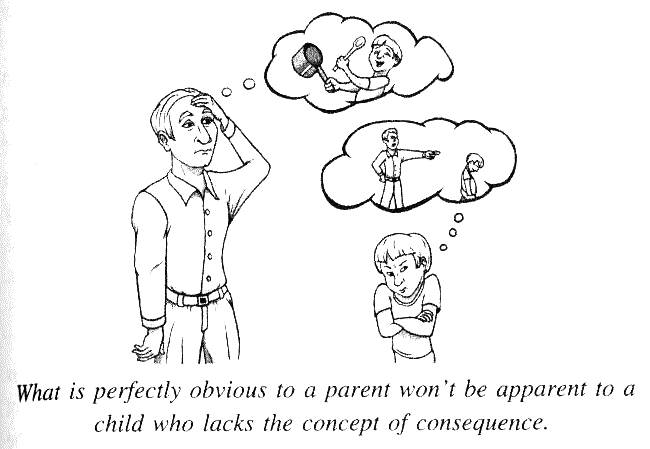 What is perfectly obvious to a parent won't be apparent to a
child who lacks the concept of consequence.